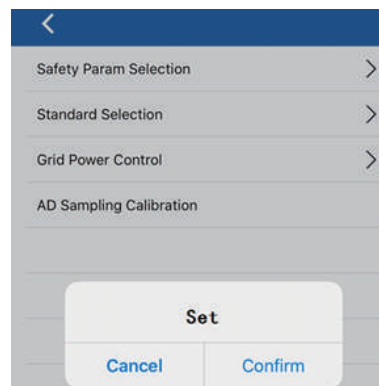 Safety Param Selection
Standard Selection
Grid Power Control
AD Sampling Calibration
Set
Cancel Confirm